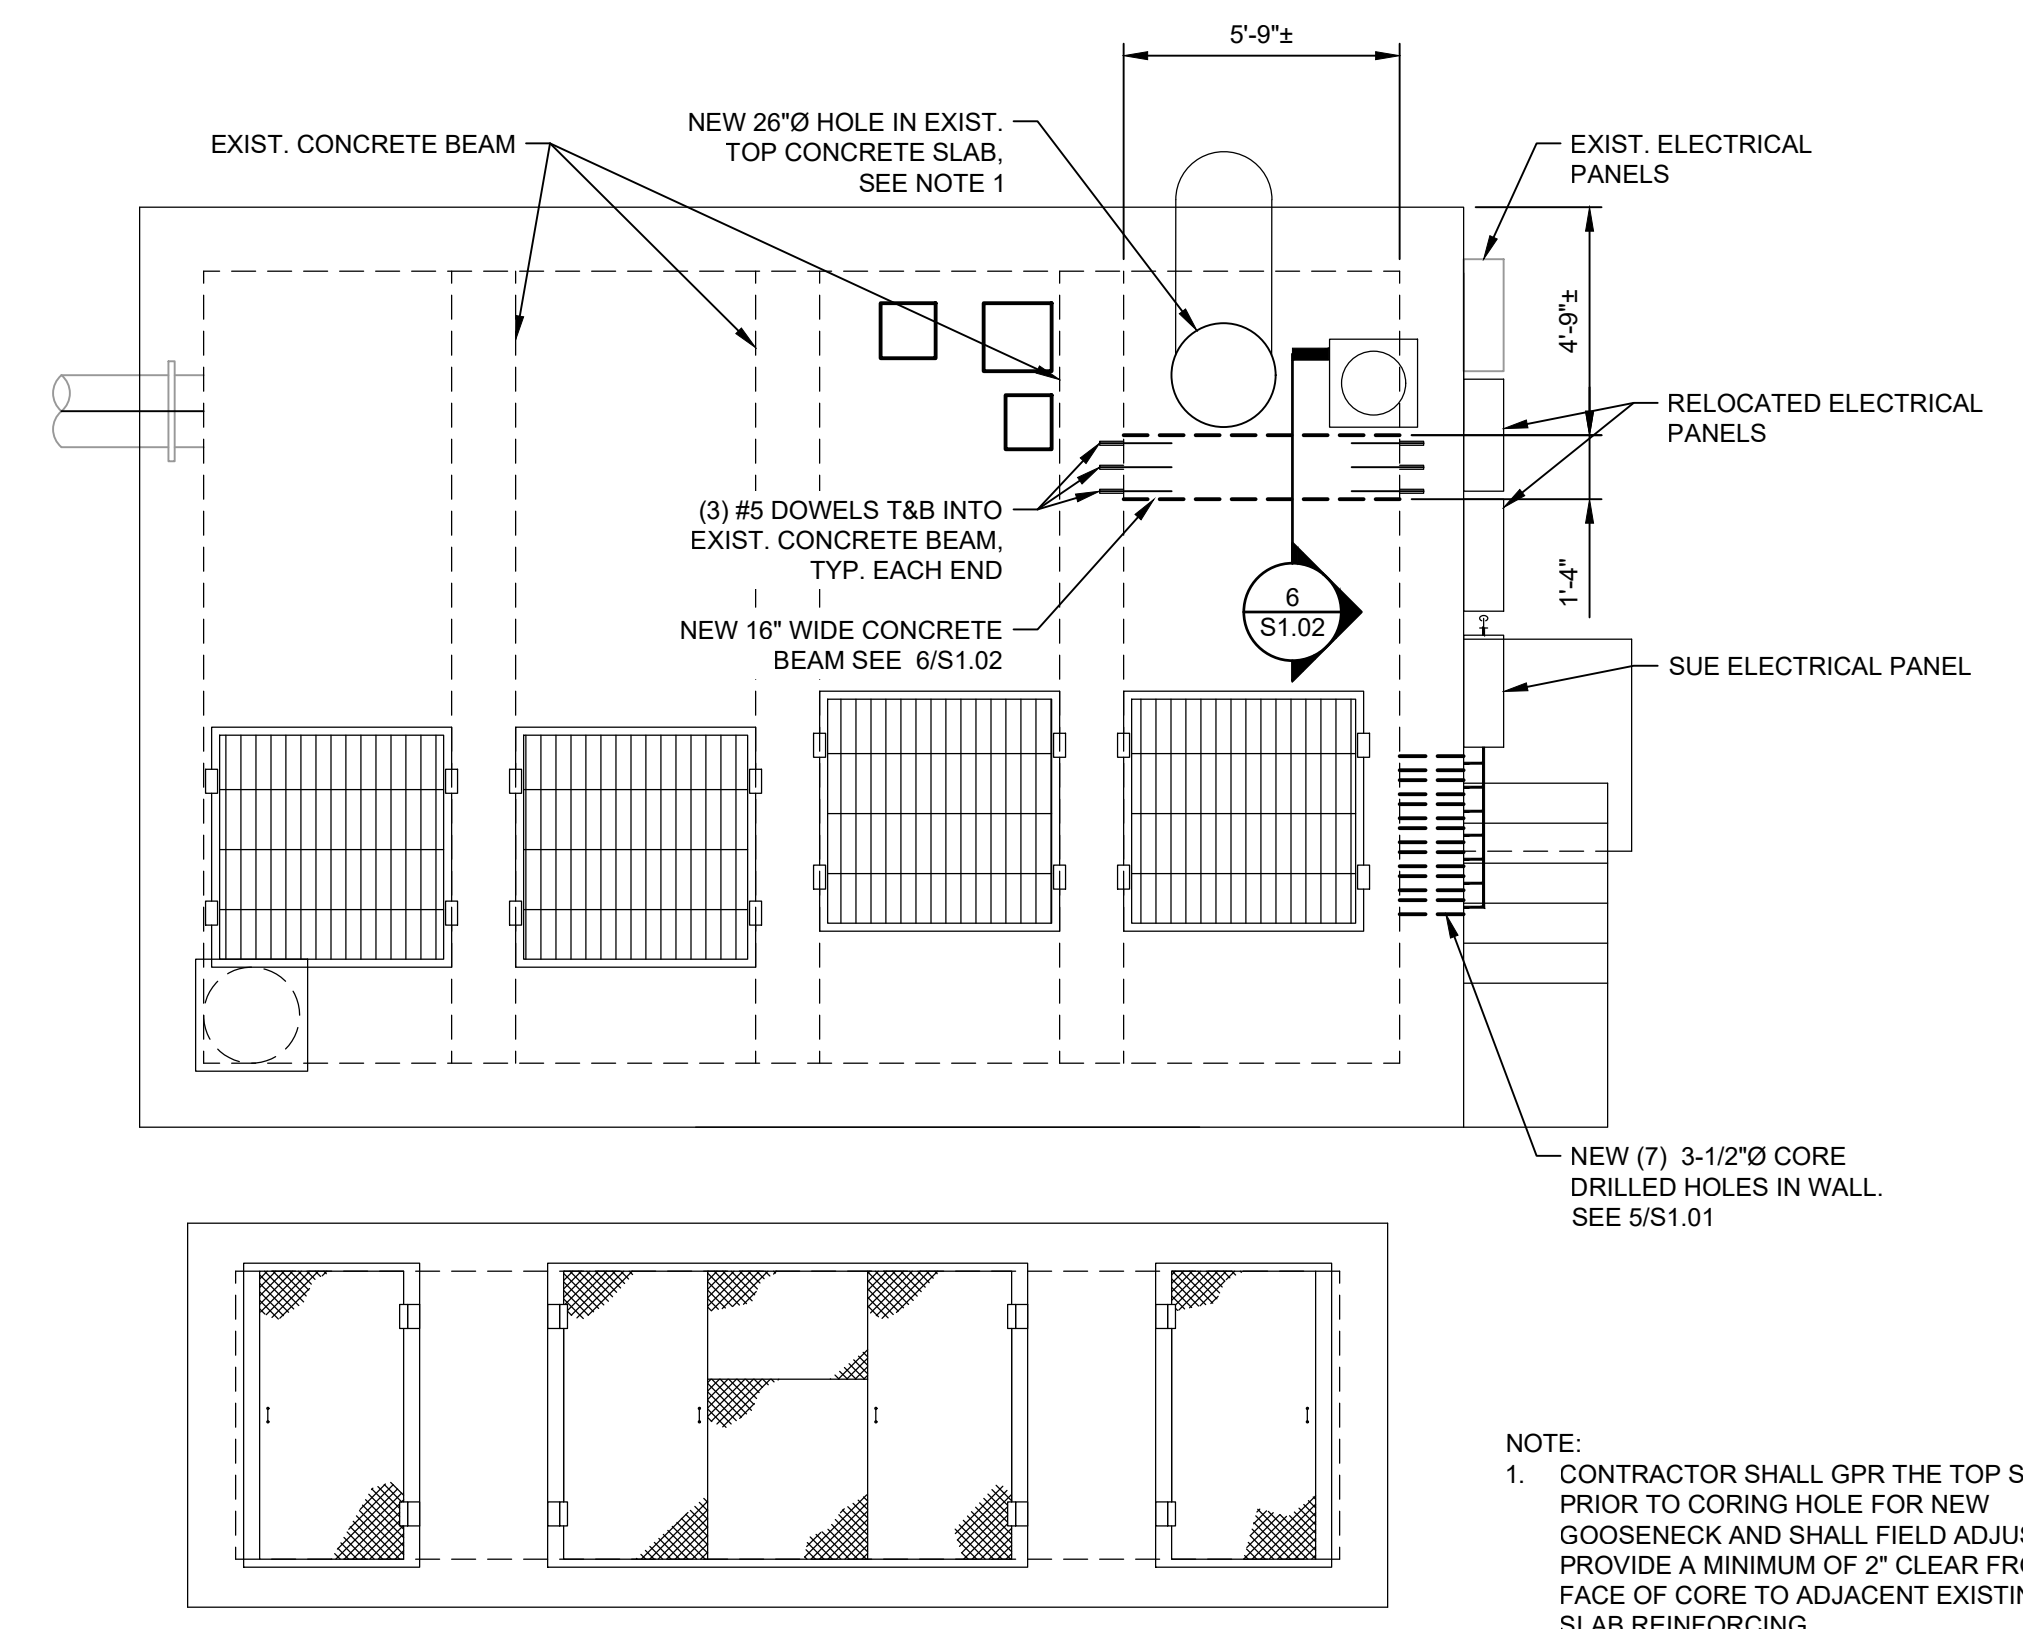 5'-9"±
NEW 26"Ø HOLE IN EXIST.
TOP CONCRETE SLAB,
SEE NOTE 1
EXIST. CONCRETE BEAM
EXIST. ELECTRICAL
PANELS
4'-9"±
RELOCATED ELECTRICAL
PANELS
(3) #5 DOWELS T&B INTO
EXIST. CONCRETE BEAM,
TYP. EACH END
1'-4"
6
S1.02
NEW 16" WIDE CONCRETE
BEAM SEE 6/S1.02
SUE ELECTRICAL PANEL
NEW (7) 3-1/2"Ø CORE
DRILLED HOLES IN WALL.
SEE 5/S1.01
NOTE:
1. CONTRACTOR SHALL GPR THE TOP S
PRIOR TO CORING HOLE FOR NEW
GOOSENECK AND SHALL FIELD ADJUS
PROVIDE A MINIMUM OF 2" CLEAR FRO
FACE OF CORE TO ADJACENT EXISTIN
SLAB REINFORCING